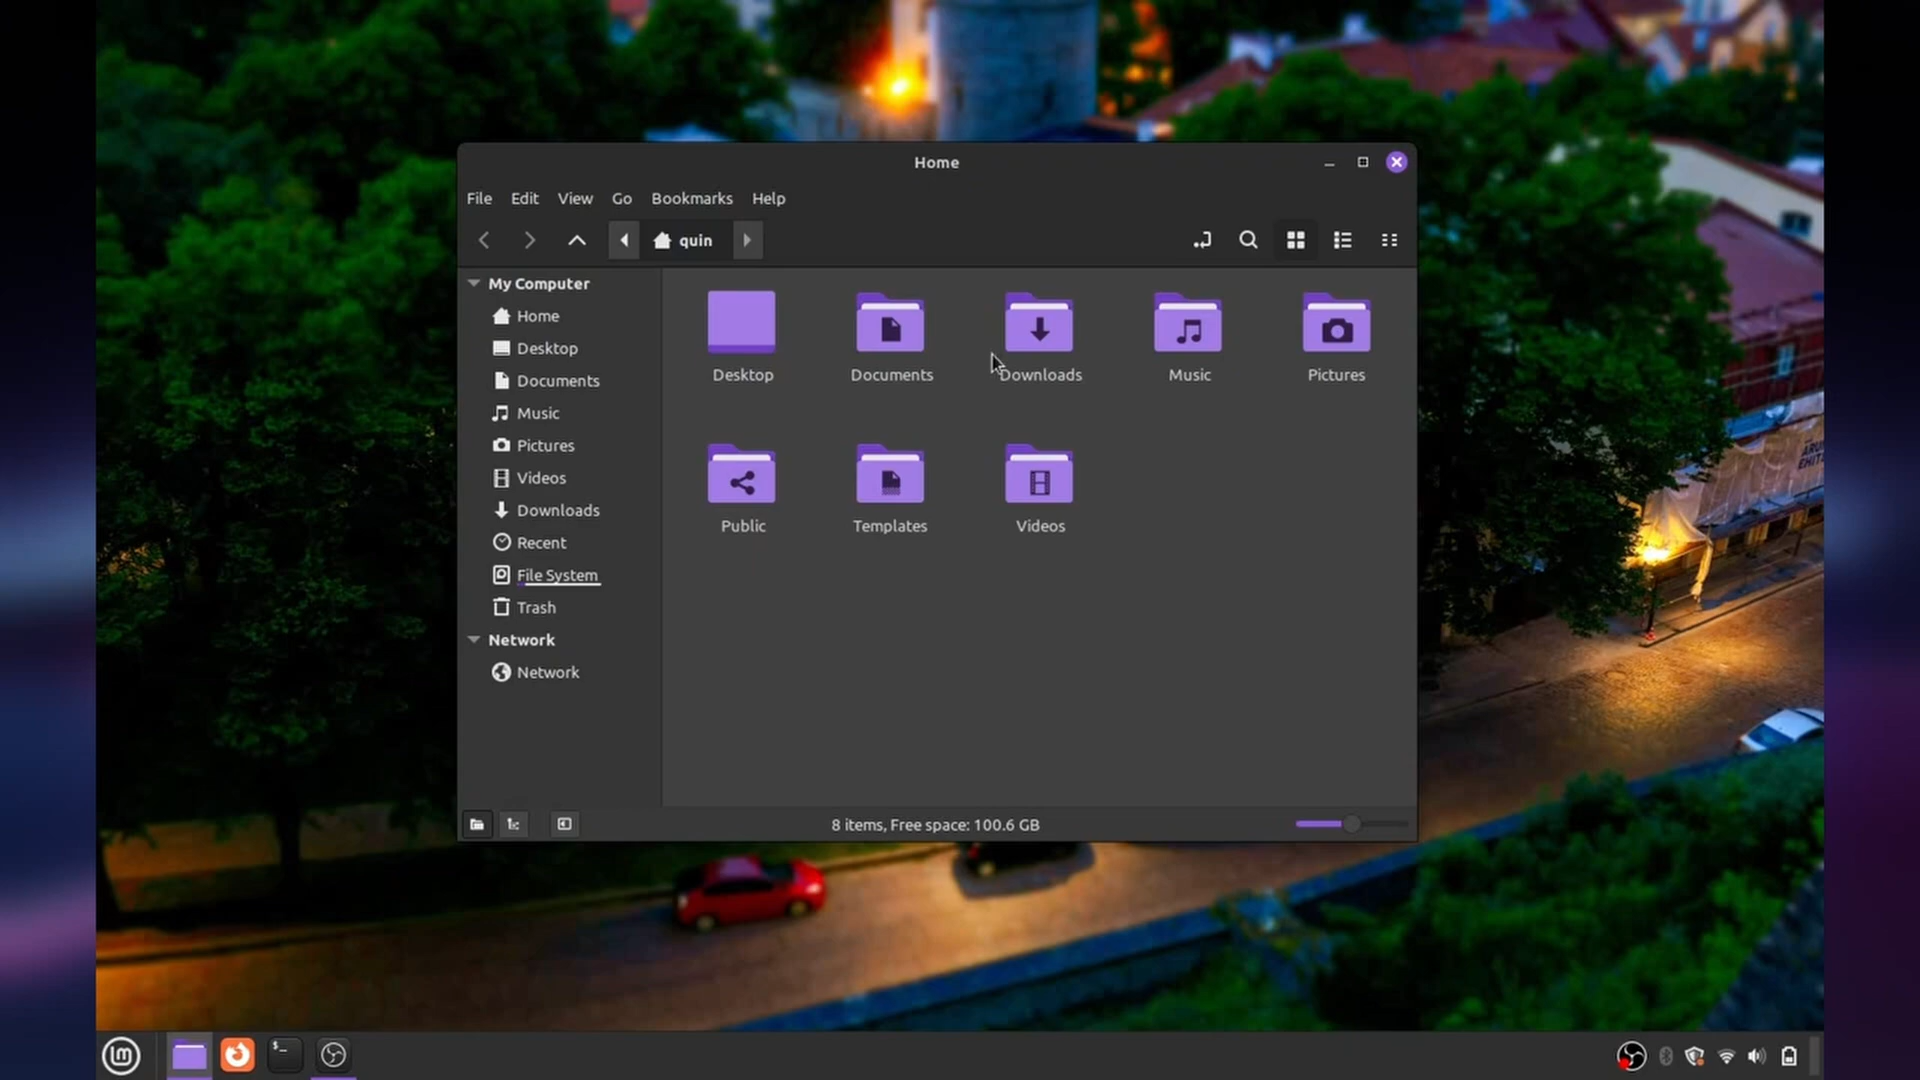 Home
File Edit View Go Bookmarks Help
quin
My Computer
Home
Desktop
Documents
Music
Pictures
Videos
Downloads
Recent
File System
Trash
Network
Network
Desktop Documents Downloads Music Pictures
Public Templates Videos
8 items, Free space: 100.6 GB
$_